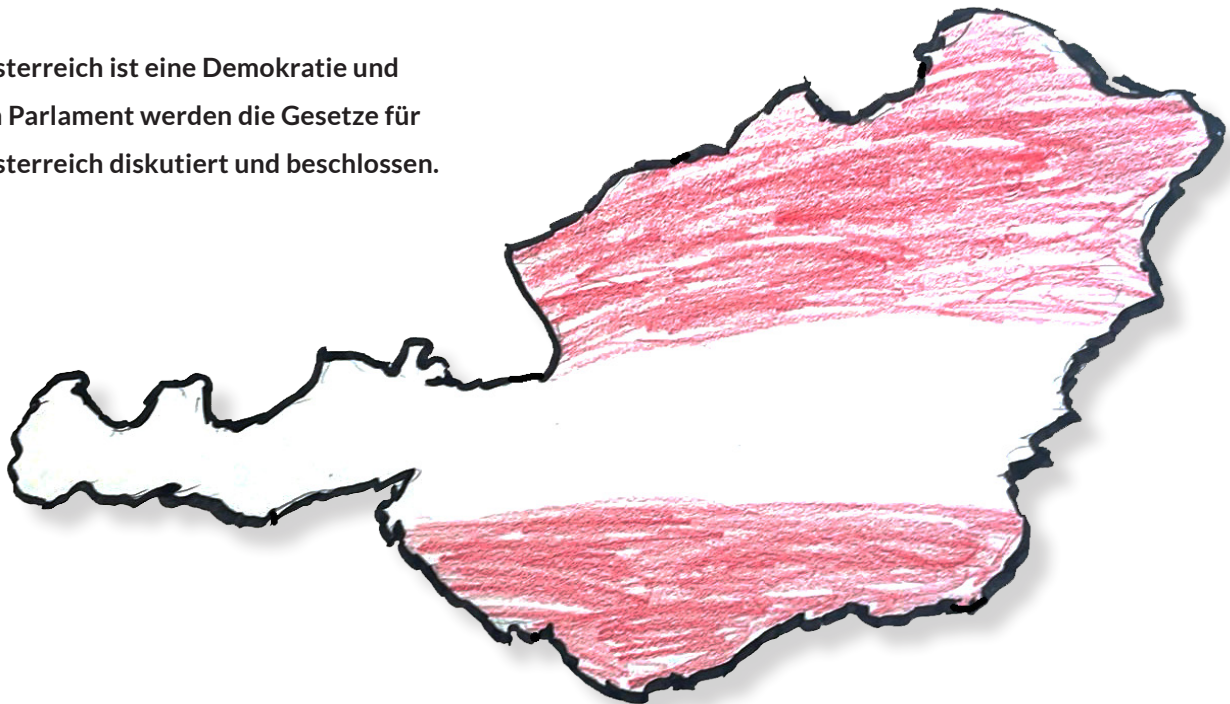 sterreich ist eine Demokratie und
Parlament werden die Gesetze für
sterreich diskutiert und beschlossen.